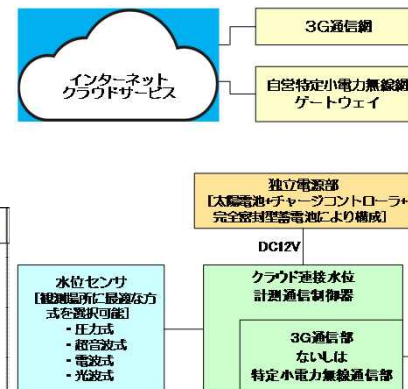 3G通信網
インターネット
クラウドサービス
自営特定小電力無線網
ゲートウェイ
独立電源部
[太陽電池+チャージコントローラ+
完全密封型蓄電池により構成]
DC12V
水位センサ
[観測場所に最適な方
式を選択可能]
・圧力式
・超音波式
・電波式
・光波式
クラウド連接水位
計測通信制御器
3G通信部
ないしは
特定小電力無線通信部